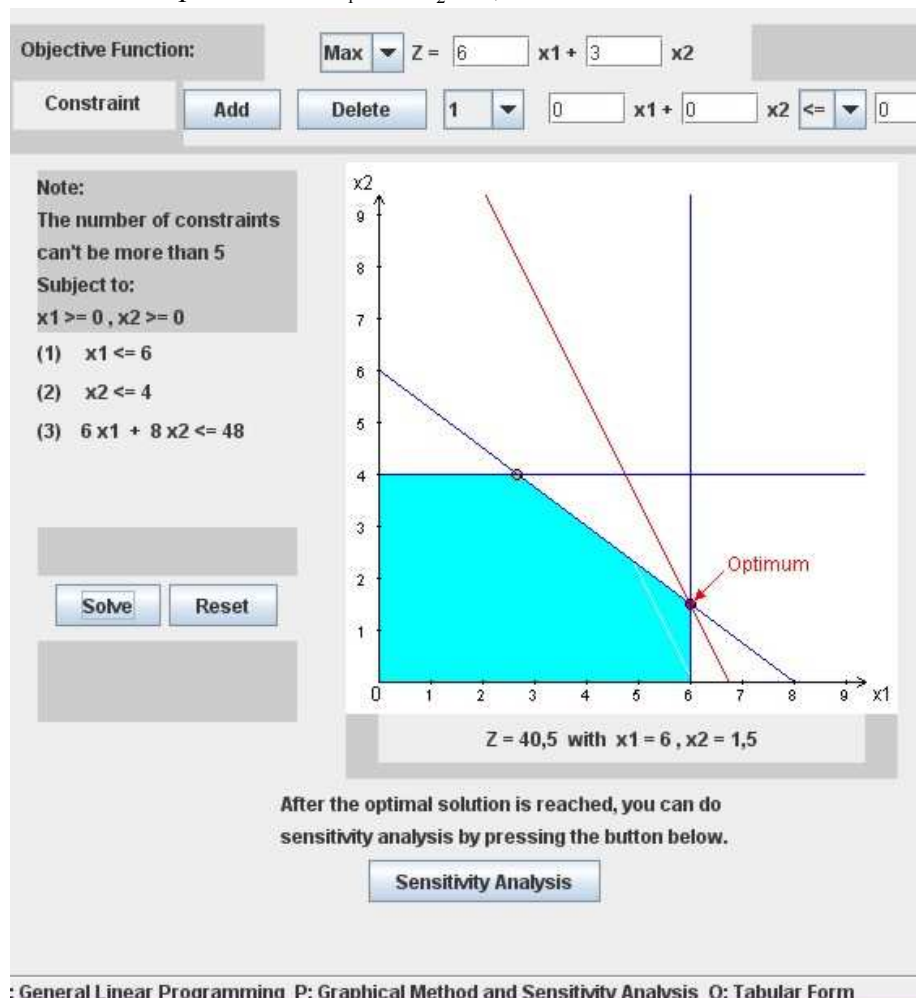 Objective Function: Max Z = 6 x1 + 3 x2
Constraint Add Delete 1 0 x1 + 0 x2 <= 0
Note:
The number of constraints
can't be more than 5
Subject to:
x1 >= 0 , x2 >= 0
(1) x1 <= 6
(2) x2 <= 4
(3) 6 x1 + 8 x2 <= 48
Solve Reset
x2
9
8
7
6
5
4
3
2
1
Optimum
0 1 2 3 4 5 6 7 8 9 x1
Z = 40,5 with x1 = 6 , x2 = 1,5
After the optimal solution is reached, you can do
sensitivity analysis by pressing the button below.
Sensitivity Analysis
: General Linear Programming P: Graphical Method and Sensitivity Analysis O: Tabular Form